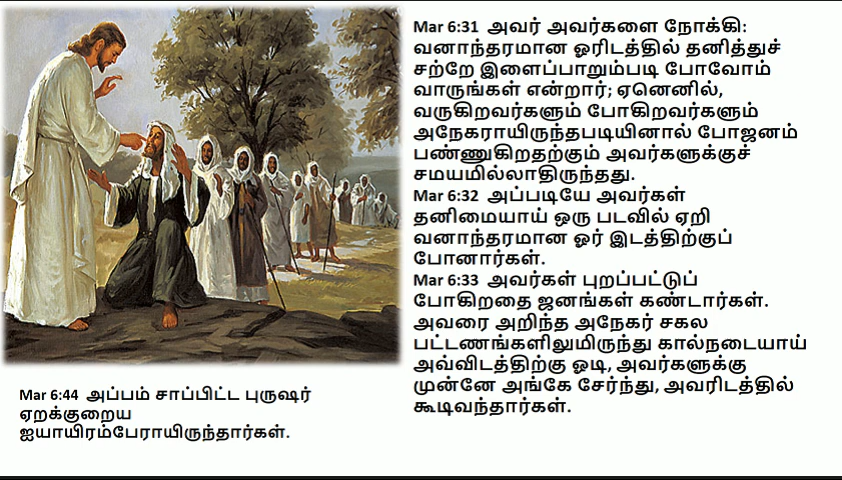 Mar 6:31 அவர் அவர்களை நோக்கி:
வனாந்தரமான ஓரிடத்தில் தனித்துச்
சற்றே இளைப்பாறும்படி போவோம்
வாருங்கள் என்றார்; ஏனெனில்,
வருகிறவர்களும் போகிறவர்களும்
அநேகராயிருந்தபடியினால் போஜனம்
பண்ணுகிறதற்கும் அவர்களுக்குச்
சமயமில்லாதிருந்தது.
Mar 6:32 அப்படியே அவர்கள்
தனிமையாய் ஒரு படவில் ஏறி
வனாந்தரமான ஓர் இடத்திற்குப்
போனார்கள்.
Mar 6:33 அவர்கள் புறப்பட்டுப்
போகிறதை ஜனங்கள் கண்டார்கள்.
அவரை அறிந்த அநேகர் சகல
பட்டணங்களிலுமிருந்து கால்நடையாய்
அவ்விடத்திற்கு ஓடி, அவர்களுக்கு
முன்னே அங்கே சேர்ந்து, அவரிடத்தில்
கூடிவந்தார்கள்.
Mar 6:44 அப்பம் சாப்பிட்ட புருஷர்
ஏறக்குறைய
ஐயாயிரம்பேராயிருந்தார்கள்.